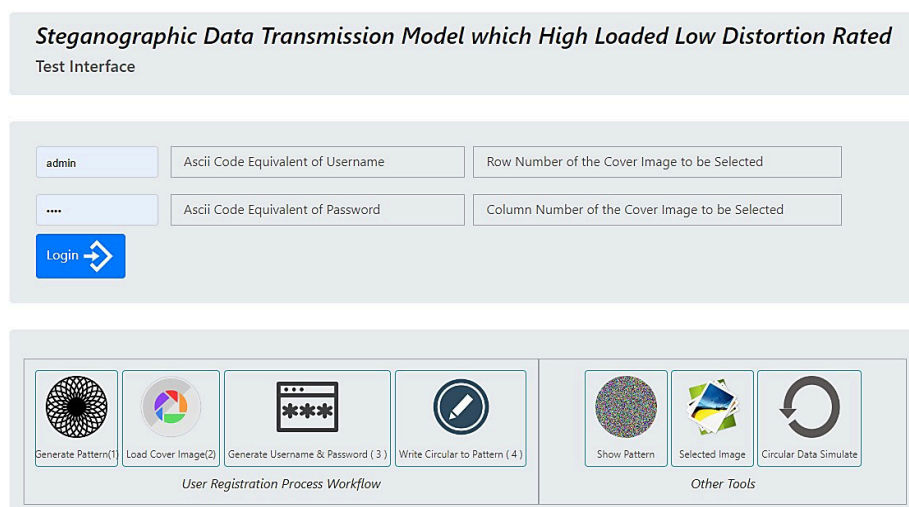 Steganographic Data Transmission Model which High Loaded Low Distortion Rated
Test Interface
admin
Ascii Code Equivalent of Username
Row Number of the Cover Image to be Selected
••••
Ascii Code Equivalent of Password
Column Number of the Cover Image to be Selected
Login
***
Generate Pattern(1)
Load Cover Image(2)
Generate Username & Password ( 3 )
Write Circular to Pattern ( 4 )
Show Pattern
Selected Image
Circular Data Simulate
User Registration Process Workflow
Other Tools